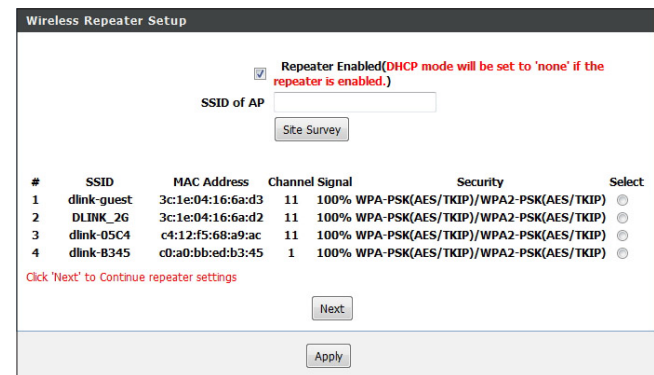 Wireless Repeater Setup
Repeater Enabled(DHCP mode will be set to 'none' if the
repeater is enabled.)
SSID of AP
Site Survey
# SSID MAC Address Channel Signal Security Select
1 dlink-guest 3c:1e:04:16:6a:d3 11 100% WPA-PSK(AES/TKIP)/WPA2-PSK(AES/TKIP)
2 DLINK_2G 3c:1e:04:16:6a:d2 11 100% WPA-PSK(AES/TKIP)/WPA2-PSK(AES/TKIP)
3 dlink-05C4 c4:12:f5:68:a9:ac 11 100% WPA-PSK(AES/TKIP)/WPA2-PSK(AES/TKIP)
4 dlink-B345 c0:a0:bb:ed:b3:45 1 100% WPA-PSK(AES/TKIP)/WPA2-PSK(AES/TKIP)
Click 'Next' to Continue repeater settings
Next
Apply